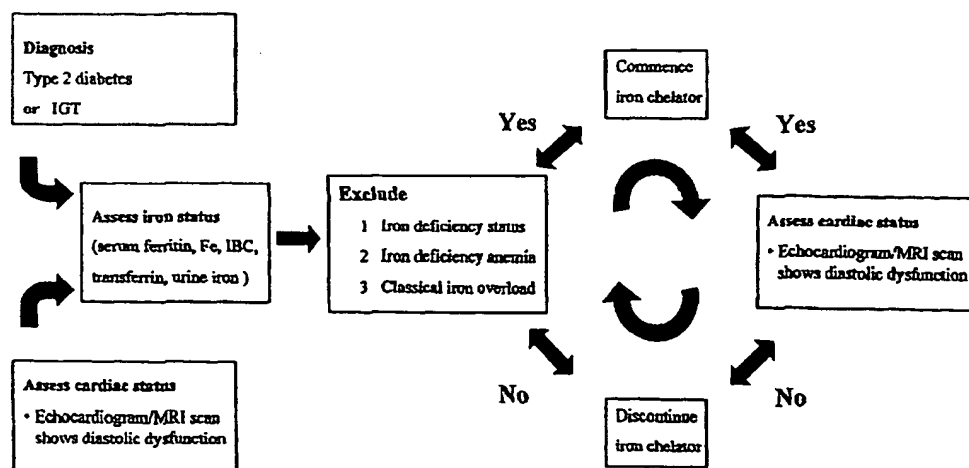 Diagnosis
Type 2 diabetes
or IGT
Assess iron status
(serum ferritin, Fe, IBC,
transferrin, urine iron )
Assess cardiac status
• Echocardiogram/MRI scan
shows diastolic dysfunction
Exclude
1 Iron deficiency status
2 Iron deficiency anemia
3 Classical iron overload
Yes
No
Commence
iron chelator
Discontinue
iron chelator
Yes
No
Assess cardiac status
• Echocardiogram/MRI scan
shows diastolic dysfunction